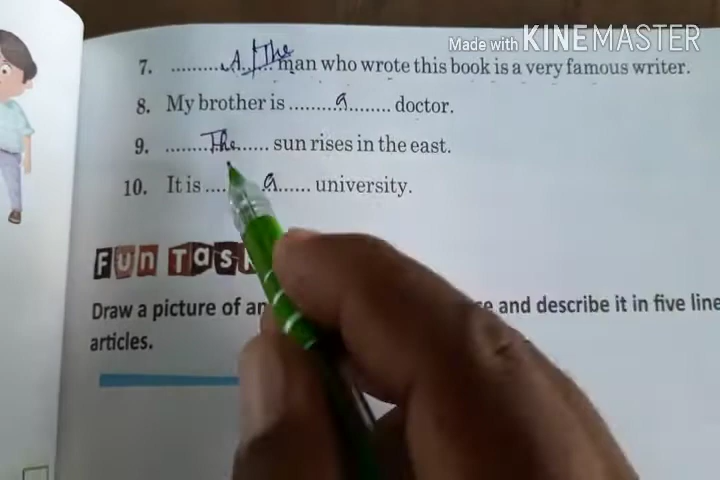 Made with KINEMASTER
7. .........A../The man who wrote this book is a very famous writer.
8. My brother is .........a........ doctor.
9. ........The...... sun rises in the east.
10. It is .... a...... university.
Fun Task
Draw a picture of an and describe it in five line
articles.